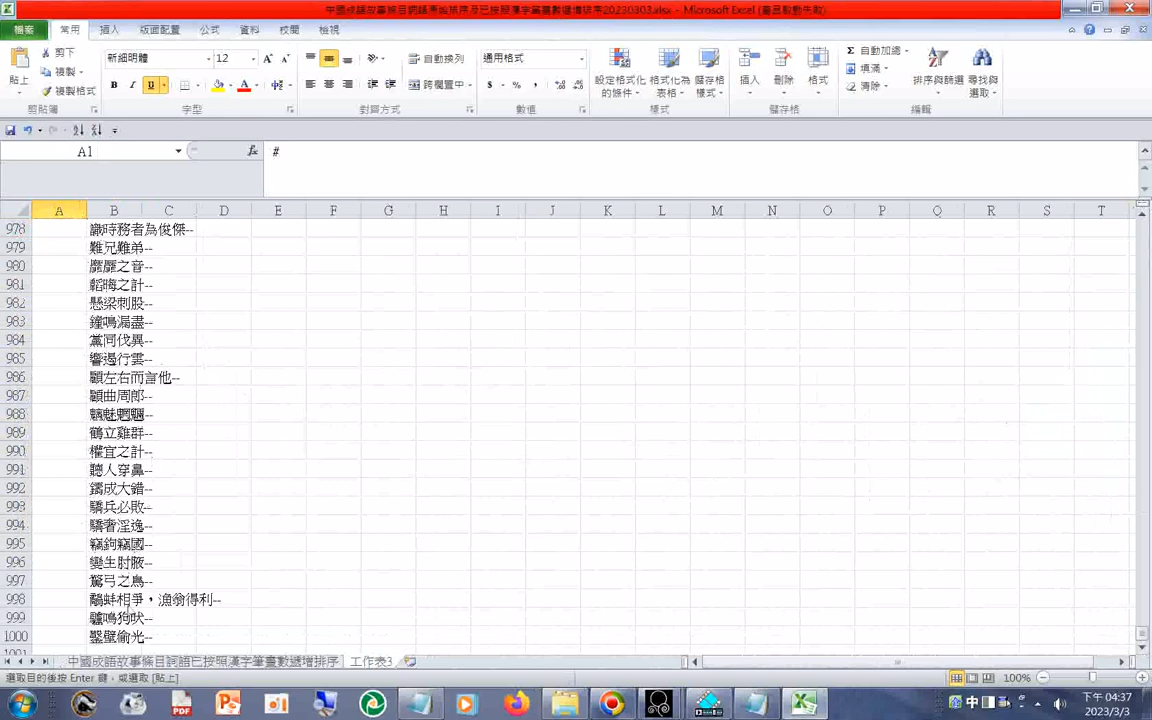 中國成語故事條目詞語添加排序及已按照漢字筆畫數遞增排序20230303.xlsx - Microsoft Excel (產品啟動失敗)
檔案 常用 插入 版面配置 公式 資料 校閱 檢視
剪下 新細明體 12 自動換列 通用格式 自動加總
複製 填滿
貼上 複製格式 跨欄置中 設定格式化的條件 格式化為表格 儲存格樣式 插入 刪除 格式 清除 排序與篩選 尋找與選取
剪貼簿 字型 對齊方式 數值 樣式 儲存格 編輯
A1 fx #
A B C D E F G H I J K L M N O P Q R S T
978 識時務者為俊傑--
979 難兄難弟--
980 靡靡之音--
981 韜晦之計--
982 懸梁刺股--
983 鐘鳴漏盡--
984 黨同伐異--
985 響遏行雲--
986 顧左右而言他--
987 顧曲周郎--
988 魑魅魍魎--
989 鶴立雞群--
990 權宜之計--
991 聽人穿鼻--
992 鑄成大錯--
993 驕兵必敗--
994 驕奢淫逸--
995 竊鉤竊國--
996 變生肘腋--
997 驚弓之鳥--
998 鷸蚌相爭，漁翁得利--
999 驢鳴狗吠--
1000 鑿壁偷光--
1001
中國成語故事條目詞語已按照漢字筆畫數遞增排序 工作表3
選取目的後按 Enter 鍵，或選取 [貼上] 100%
中 下午 04:37
2023/3/3